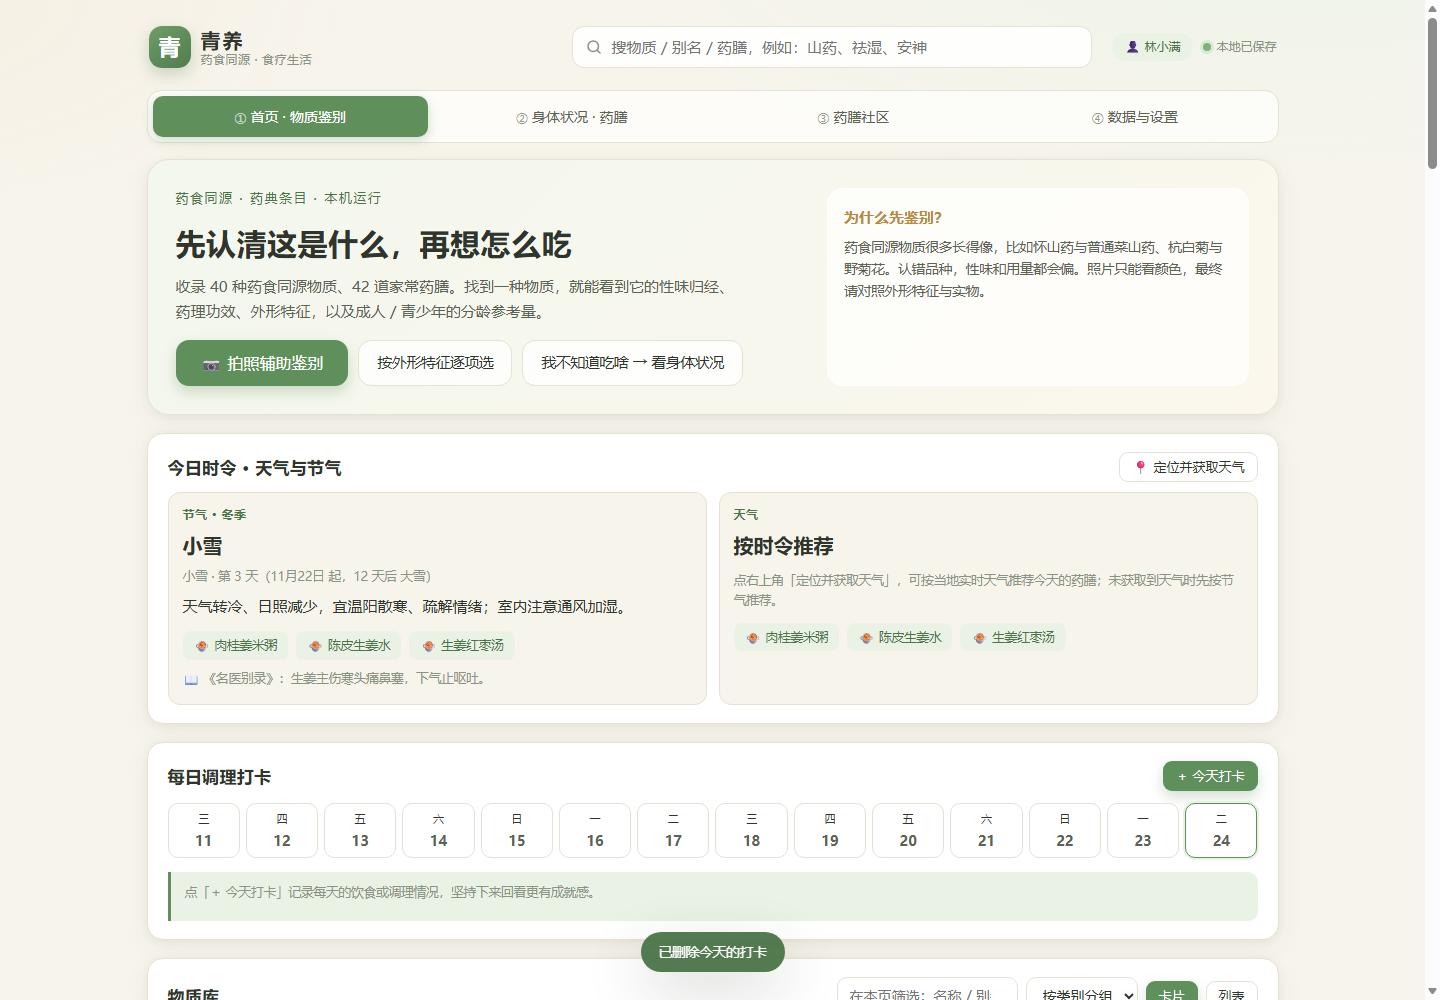 青
青养
药食同源 · 食疗生活
搜物质 / 别名 / 药膳，例如：山药、祛湿、安神
林小满
本地已保存
① 首页 · 物质鉴别
② 身体状况 · 药膳
③ 药膳社区
④ 数据与设置
药食同源 · 药典条目 · 本机运行
先认清这是什么，再想怎么吃
收录 40 种药食同源物质、42 道家常药膳。找到一种物质，就能看到它的性味归经、
药理功效、外形特征，以及成人 / 青少年的分龄参考量。
拍照辅助鉴别
按外形特征逐项选
我不知道吃啥 → 看身体状况
为什么先鉴别？
药食同源物质很多长得像，比如怀山药与普通菜山药、杭白菊与
野菊花。认错品种，性味和用量都会偏。照片只能看颜色，最终
请对照外形特征与实物。
今日时令 · 天气与节气
定位并获取天气
节气 · 冬季
小雪
小雪 · 第 3 天（11月22日 起，12 天后 大雪）
天气转冷、日照减少，宜温阳散寒、疏解情绪；室内注意通风加湿。
肉桂姜米粥
陈皮生姜水
生姜红枣汤
《名医别录》：生姜主伤寒头痛鼻塞，下气止呕吐。
天气
按时令推荐
点右上角「定位并获取天气」，可按当地实时天气推荐今天的药膳；未获取到天气时先按节
气推荐。
肉桂姜米粥
陈皮生姜水
生姜红枣汤
每日调理打卡
+ 今天打卡
三 四 五 六 日 一 二 三 四 五 六 日 一 二
11 12 13 14 15 16 17 18 19 20 21 22 23 24
点「+ 今天打卡」记录每天的饮食或调理情况，坚持下来回看更有成就感。
已删除今天的打卡
物质库
在本页筛选：名称 / 别
按类别分组
卡片
列表